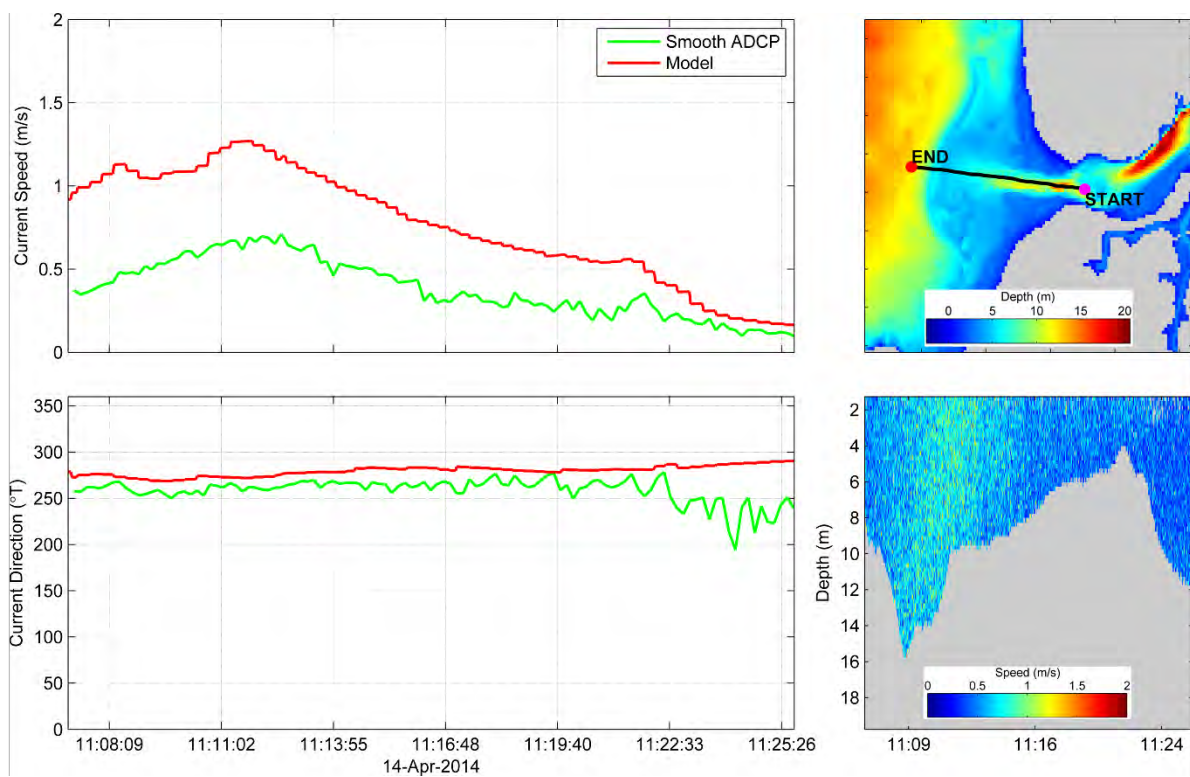 2
1.5
1
0.5
0
Current Speed (m/s)
Smooth ADCP
Model
END
START
Depth (m)
0 5 10 15 20
350
300
250
200
150
100
50
0
Current Direction (°T)
11:08:09 11:11:02 11:13:55 11:16:48 11:19:40 11:22:33 11:25:26
14-Apr-2014
2
4
6
8
10
12
14
16
18
Depth (m)
Speed (m/s)
0 0.5 1 1.5 2
11:09 11:16 11:24